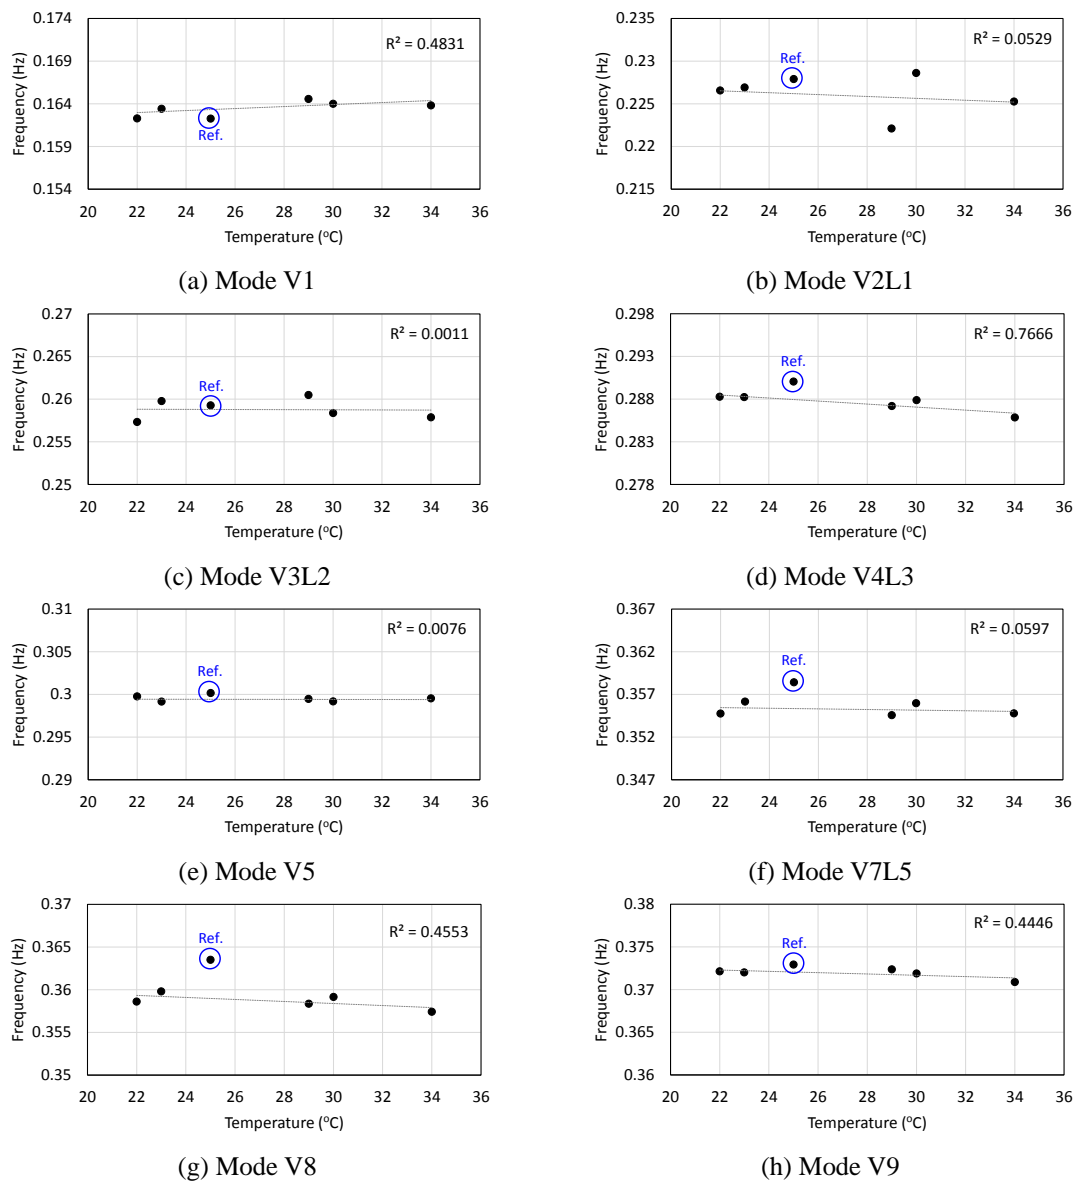 0.174
0.169
0.164
0.159
0.154
Frequency (Hz)
R² = 0.4831
Ref.
20 22 24 26 28 30 32 34 36
Temperature (°C)
(a) Mode V1
0.235
0.23
0.225
0.22
0.215
Frequency (Hz)
R² = 0.0529
Ref.
20 22 24 26 28 30 32 34 36
Temperature (°C)
(b) Mode V2L1
0.27
0.265
0.26
0.255
0.25
Frequency (Hz)
R² = 0.0011
Ref.
20 22 24 26 28 30 32 34 36
Temperature (°C)
(c) Mode V3L2
0.298
0.293
0.288
0.283
0.278
Frequency (Hz)
R² = 0.7666
Ref.
20 22 24 26 28 30 32 34 36
Temperature (°C)
(d) Mode V4L3
0.31
0.305
0.3
0.295
0.29
Frequency (Hz)
R² = 0.0076
Ref.
20 22 24 26 28 30 32 34 36
Temperature (°C)
(e) Mode V5
0.367
0.362
0.357
0.352
0.347
Frequency (Hz)
R² = 0.0597
Ref.
20 22 24 26 28 30 32 34 36
Temperature (°C)
(f) Mode V7L5
0.37
0.365
0.36
0.355
0.35
Frequency (Hz)
R² = 0.4553
Ref.
20 22 24 26 28 30 32 34 36
Temperature (°C)
(g) Mode V8
0.38
0.375
0.37
0.365
0.36
Frequency (Hz)
R² = 0.4446
Ref.
20 22 24 26 28 30 32 34 36
Temperature (°C)
(h) Mode V9